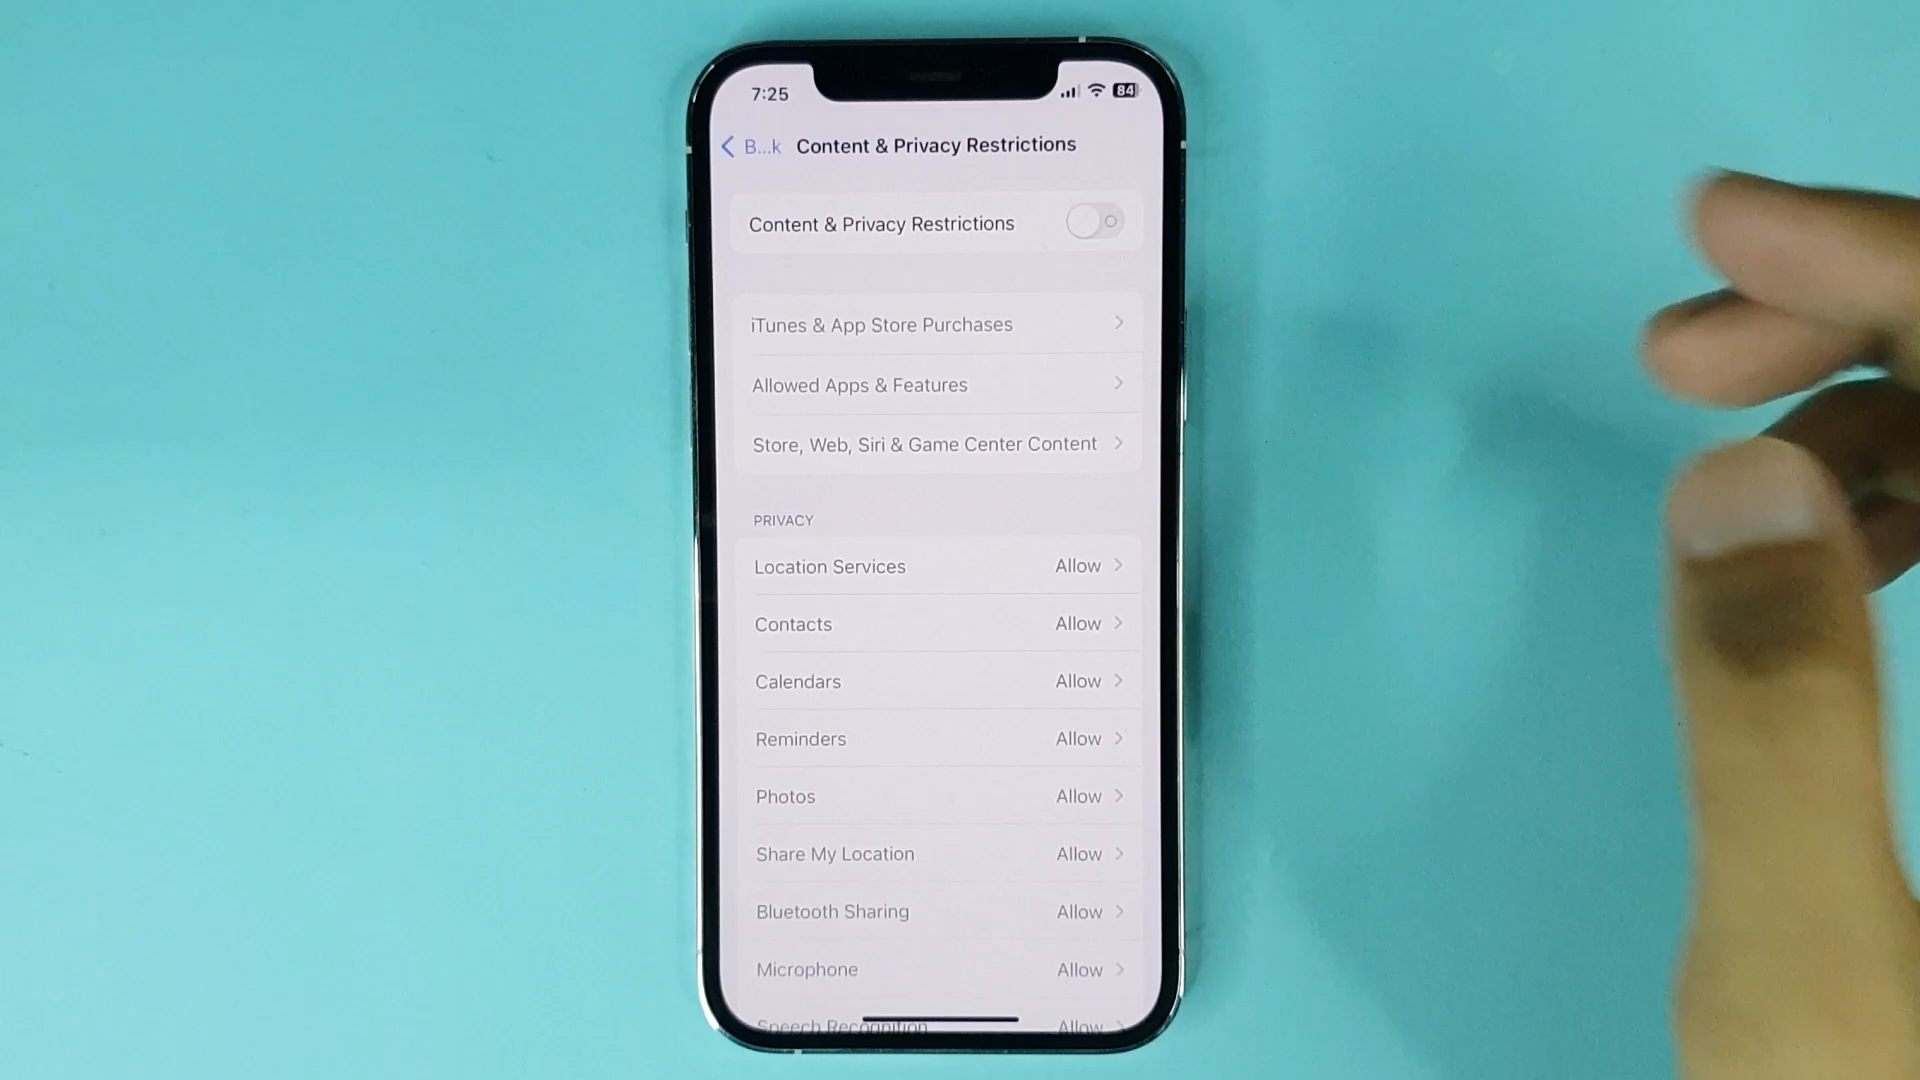 7:25
84
B...k
Content & Privacy Restrictions
Content & Privacy Restrictions
iTunes & App Store Purchases
Allowed Apps & Features
Store, Web, Siri & Game Center Content
PRIVACY
Location Services Allow
Contacts Allow
Calendars Allow
Reminders Allow
Photos Allow
Share My Location Allow
Bluetooth Sharing Allow
Microphone Allow
Speech Recognition Allow